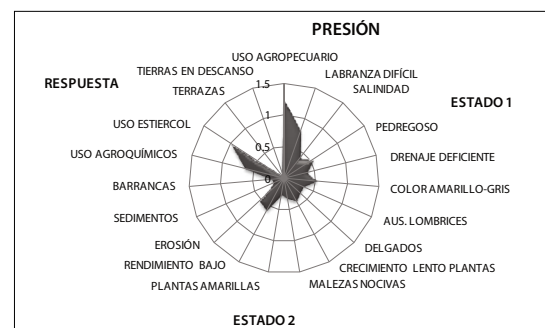 PRESIÓN
USO AGROPECUARIO
TIERRAS EN DESCANSO
LABRANZA DIFÍCIL
RESPUESTA
TERRAZAS
SALINIDAD
ESTADO 1
USO ESTIERCOL
PEDREGOSO
USO AGROQUÍMICOS
DRENAJE DEFICIENTE
BARRANCAS
COLOR AMARILLO-GRIS
SEDIMENTOS
AUS. LOMBRICES
EROSIÓN
DELGADOS
RENDIMIENTO BAJO
CRECIMIENTO LENTO PLANTAS
PLANTAS AMARILLAS
MALEZAS NOCIVAS
ESTADO 2
1.5
1
0.5
0